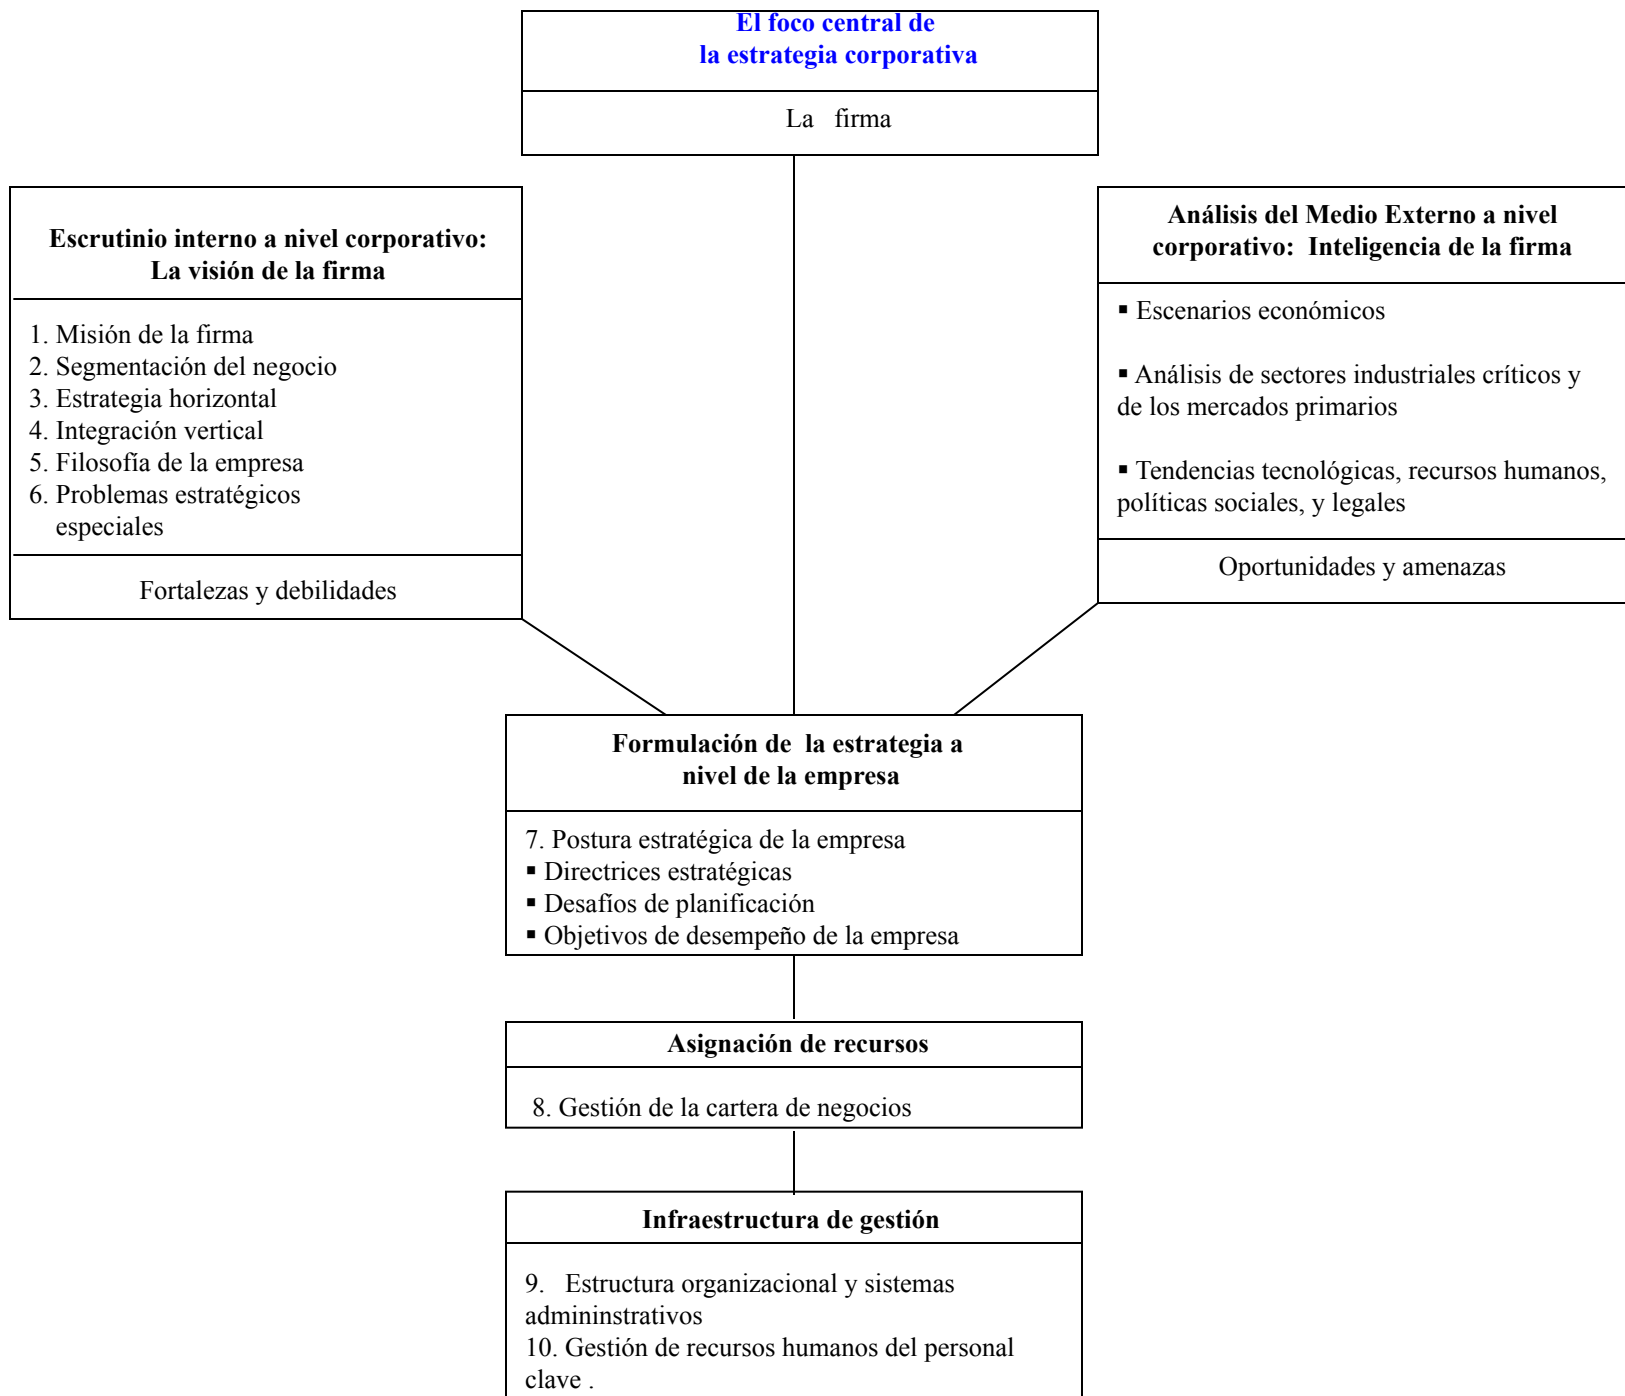 El foco central de
la estrategia corporativa
La firma
Escrutinio interno a nivel corporativo:
La visión de la firma
1. Misión de la firma
2. Segmentación del negocio
3. Estrategia horizontal
4. Integración vertical
5. Filosofía de la empresa
6. Problemas estratégicos
especiales
Fortalezas y debilidades
Análisis del Medio Externo a nivel
corporativo: Inteligencia de la firma
▪ Escenarios económicos
▪ Análisis de sectores industriales críticos y
de los mercados primarios
▪ Tendencias tecnológicas, recursos humanos,
políticas sociales, y legales
Oportunidades y amenazas
Formulación de la estrategia a
nivel de la empresa
7. Postura estratégica de la empresa
▪ Directrices estratégicas
▪ Desafíos de planificación
▪ Objetivos de desempeño de la empresa
Asignación de recursos
8. Gestión de la cartera de negocios
Infraestructura de gestión
9. Estructura organizacional y sistemas
admininstrativos
10. Gestión de recursos humanos del personal
clave .